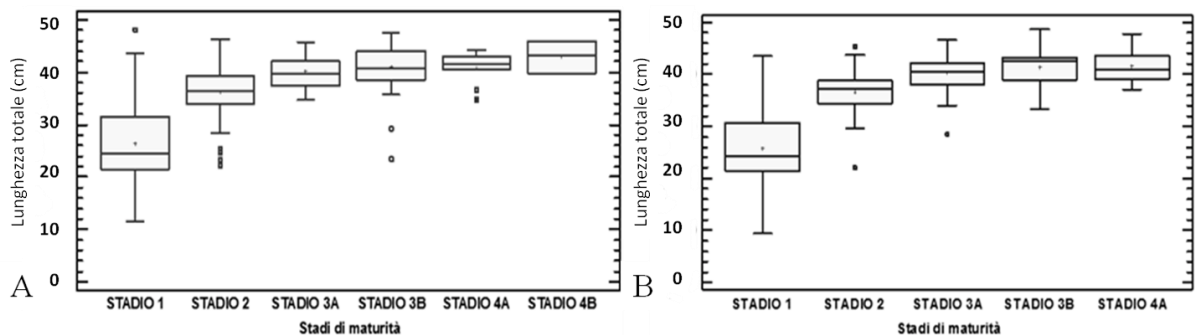 50
40
30
20
10
0
Lunghezza totale (cm)
A
STADIO 1 STADIO 2 STADIO 3A STADIO 3B STADIO 4A STADIO 4B
Stadi di maturità
50
40
30
20
10
0
Lunghezza totale (cm)
B
STADIO 1 STADIO 2 STADIO 3A STADIO 3B STADIO 4A
Stadi di maturità